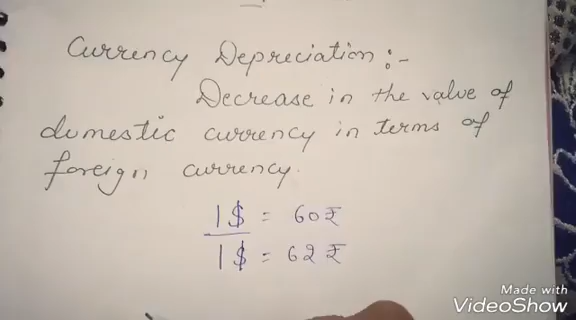 Currency Depreciation :-
Decrease in the value of
domestic currency in terms of
foreign currency.
1$ = 60₹
1$ = 62₹
Made with
VideoShow